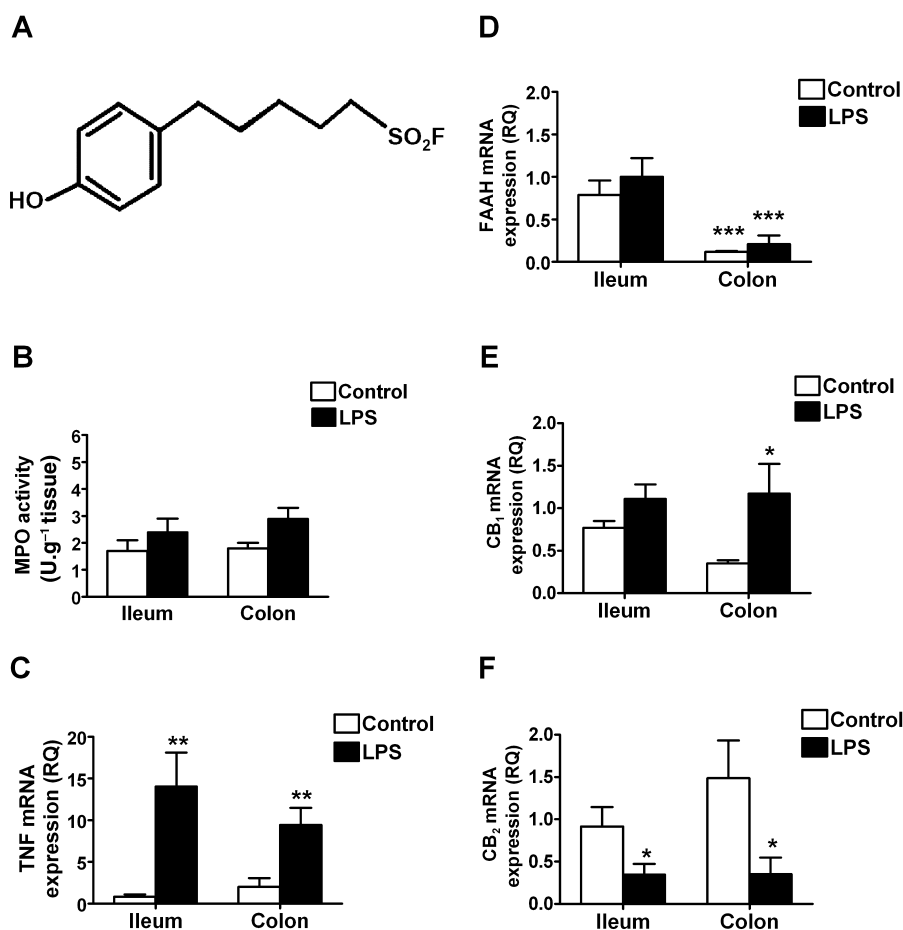 A
HO
SO₂F
B
Control
LPS
MPO activity
(U.g⁻¹ tissue)
6
5
4
3
2
1
0
Ileum
Colon
C
Control
LPS
TNF mRNA
expression (RQ)
20
15
10
5
0
**
**
Ileum
Colon
D
Control
LPS
FAAH mRNA
expression (RQ)
2.0
1.5
1.0
0.5
0.0
***
***
Ileum
Colon
E
Control
LPS
CB₁ mRNA
expression (RQ)
2.0
1.5
1.0
0.5
0.0
*
Ileum
Colon
F
Control
LPS
CB₂ mRNA
expression (RQ)
2.0
1.5
1.0
0.5
0.0
*
*
Ileum
Colon